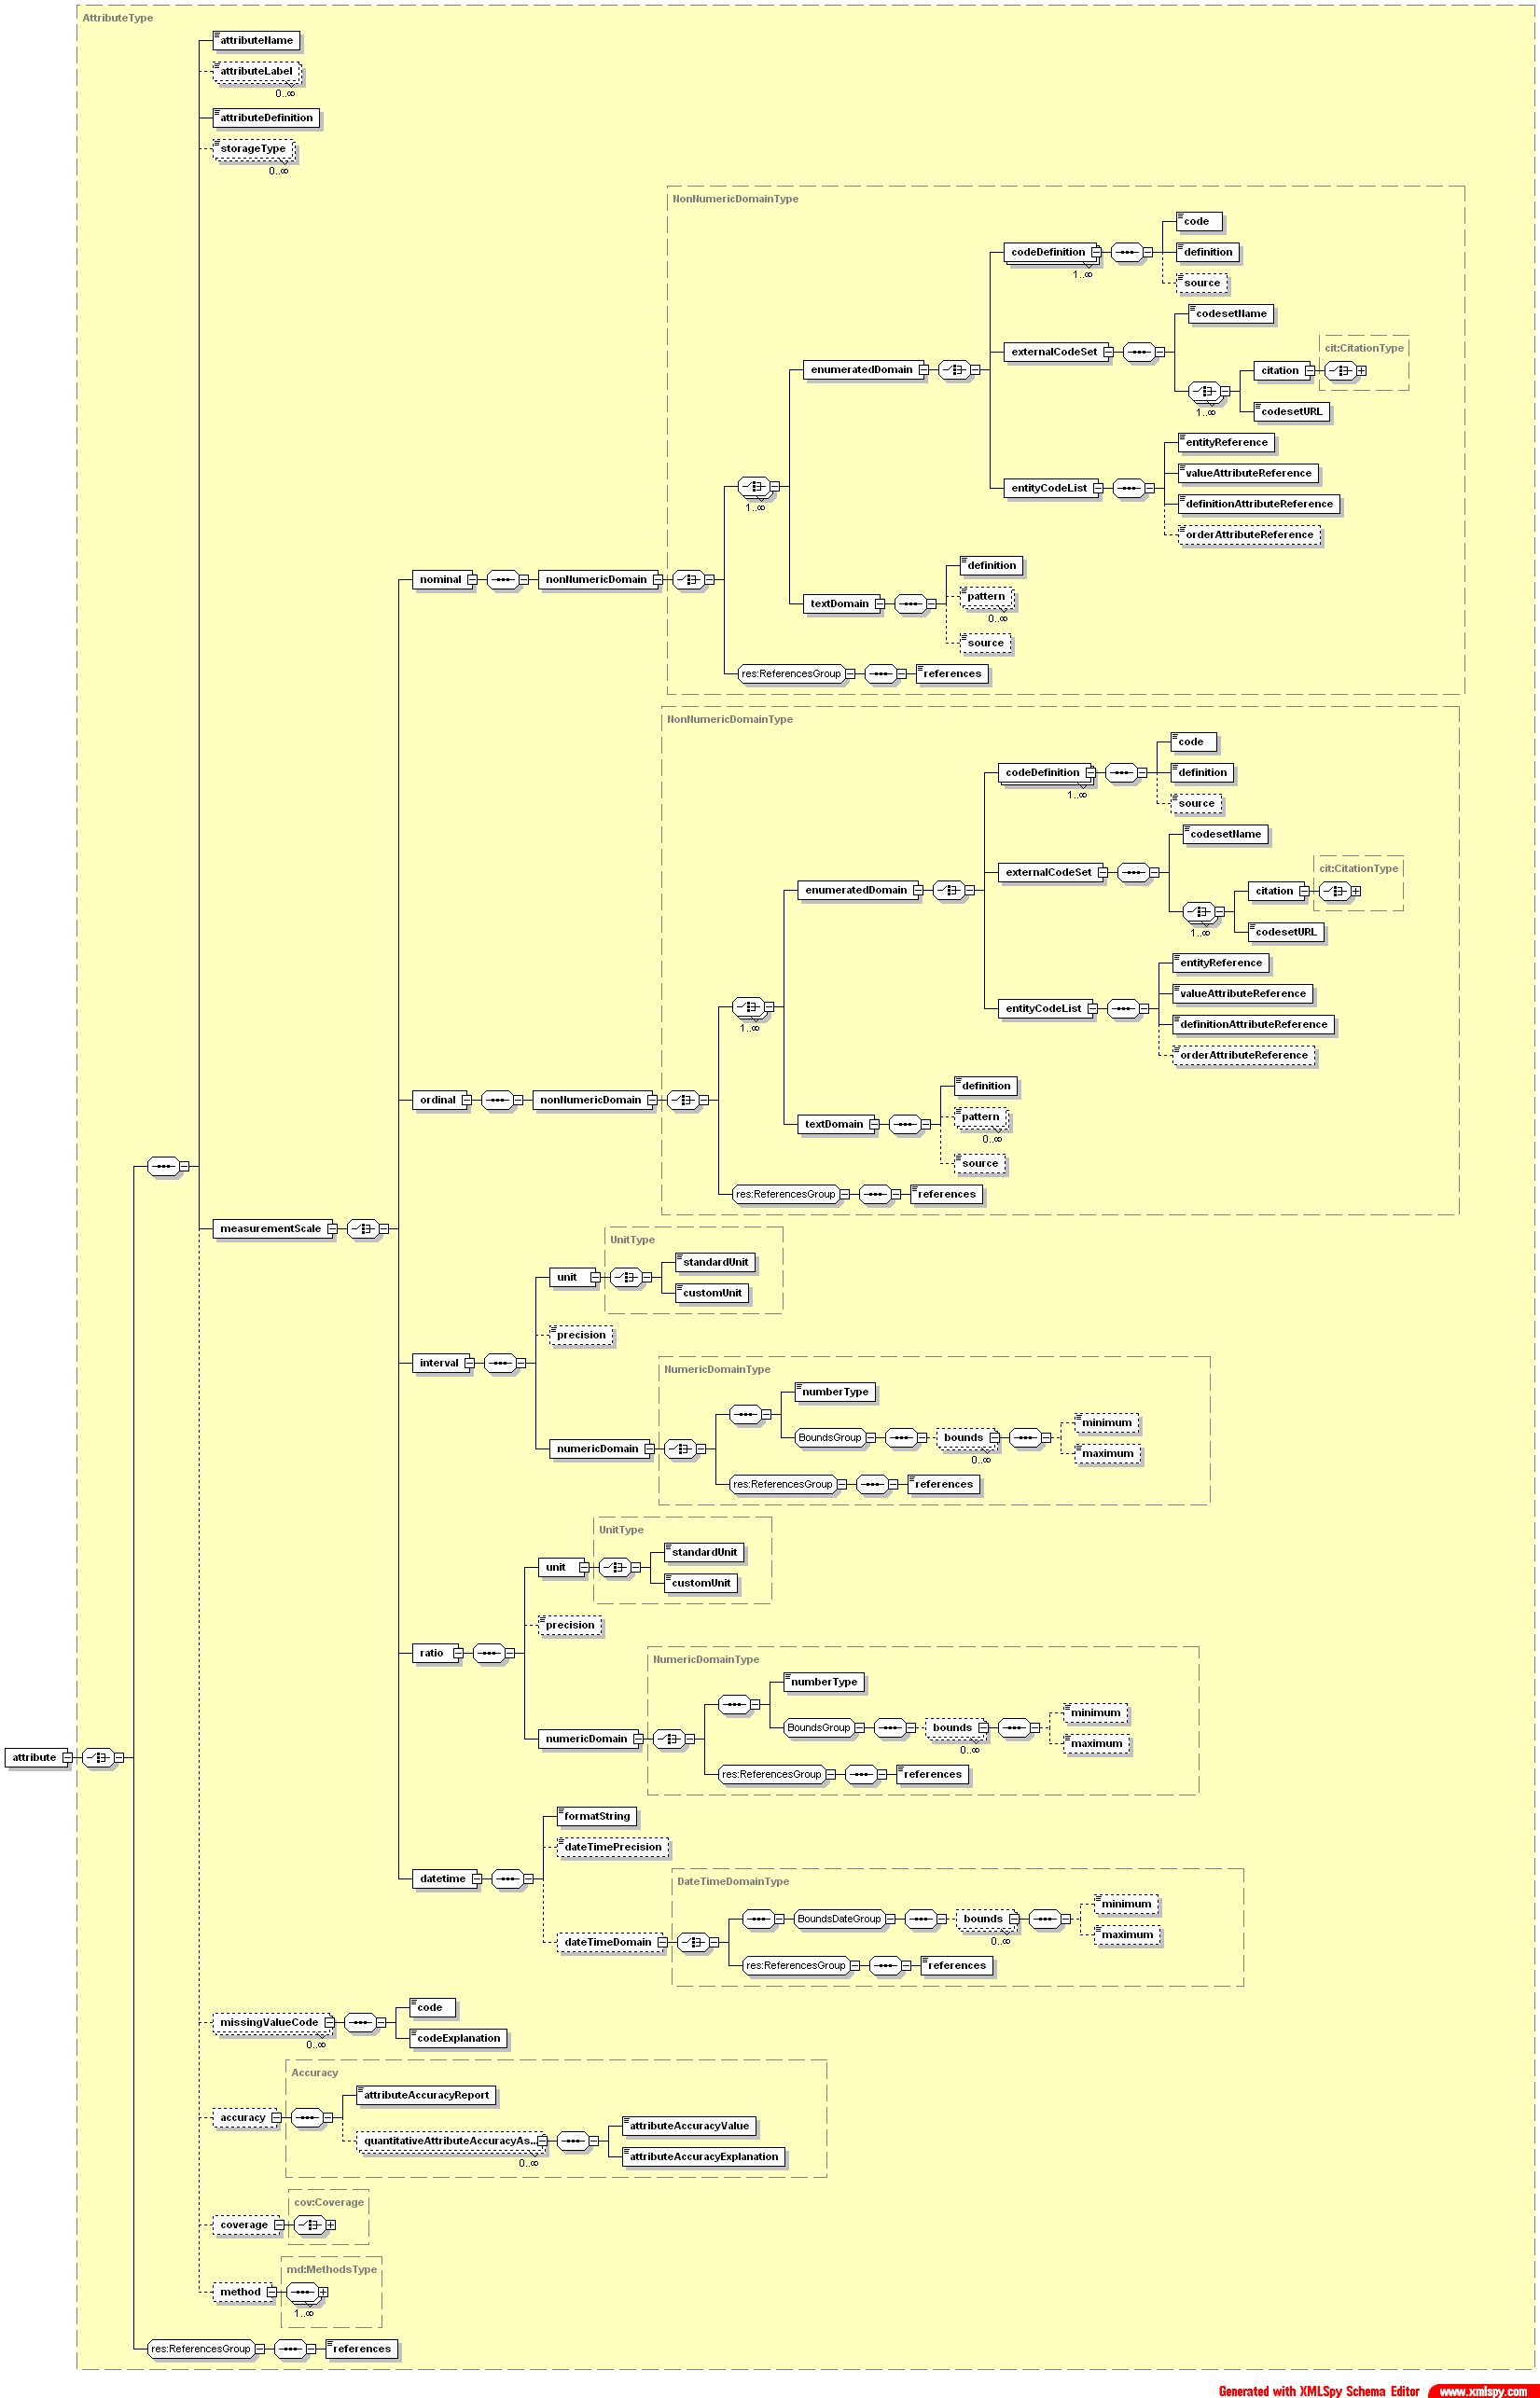 AttributeType
attributeName
attributeLabel
0..∞
attributeDefinition
storageType
0..∞
NonNumericDomainType
code
codeDefinition
definition
1..∞
source
codesetName
cit:CitationType
externalCodeSet
enumeratedDomain
citation
1..∞
codesetURL
entityReference
valueAttributeReference
entityCodeList
1..∞
definitionAttributeReference
orderAttributeReference
definition
nominal
nonNumericDomain
pattern
textDomain
0..∞
source
res:ReferencesGroup
references
NonNumericDomainType
code
codeDefinition
definition
1..∞
source
codesetName
cit:CitationType
externalCodeSet
enumeratedDomain
citation
1..∞
codesetURL
entityReference
valueAttributeReference
entityCodeList
1..∞
definitionAttributeReference
orderAttributeReference
definition
ordinal
nonNumericDomain
pattern
textDomain
0..∞
source
res:ReferencesGroup
references
measurementScale
UnitType
standardUnit
unit
customUnit
precision
interval
NumericDomainType
numberType
minimum
BoundsGroup
bounds
numericDomain
0..∞
maximum
res:ReferencesGroup
references
UnitType
standardUnit
unit
customUnit
precision
ratio
NumericDomainType
numberType
minimum
BoundsGroup
bounds
numericDomain
0..∞
maximum
attribute
res:ReferencesGroup
references
formatString
dateTimePrecision
datetime
DateTimeDomainType
minimum
BoundsDateGroup
bounds
dateTimeDomain
0..∞
maximum
res:ReferencesGroup
references
code
missingValueCode
0..∞
codeExplanation
Accuracy
attributeAccuracyReport
accuracy
attributeAccuracyValue
quantitativeAttributeAccuracyAs...
0..∞
attributeAccuracyExplanation
cov:Coverage
coverage
md:MethodsType
method
1..∞
res:ReferencesGroup
references
Generated with XMLSpy Schema Editor www.xmlspy.com